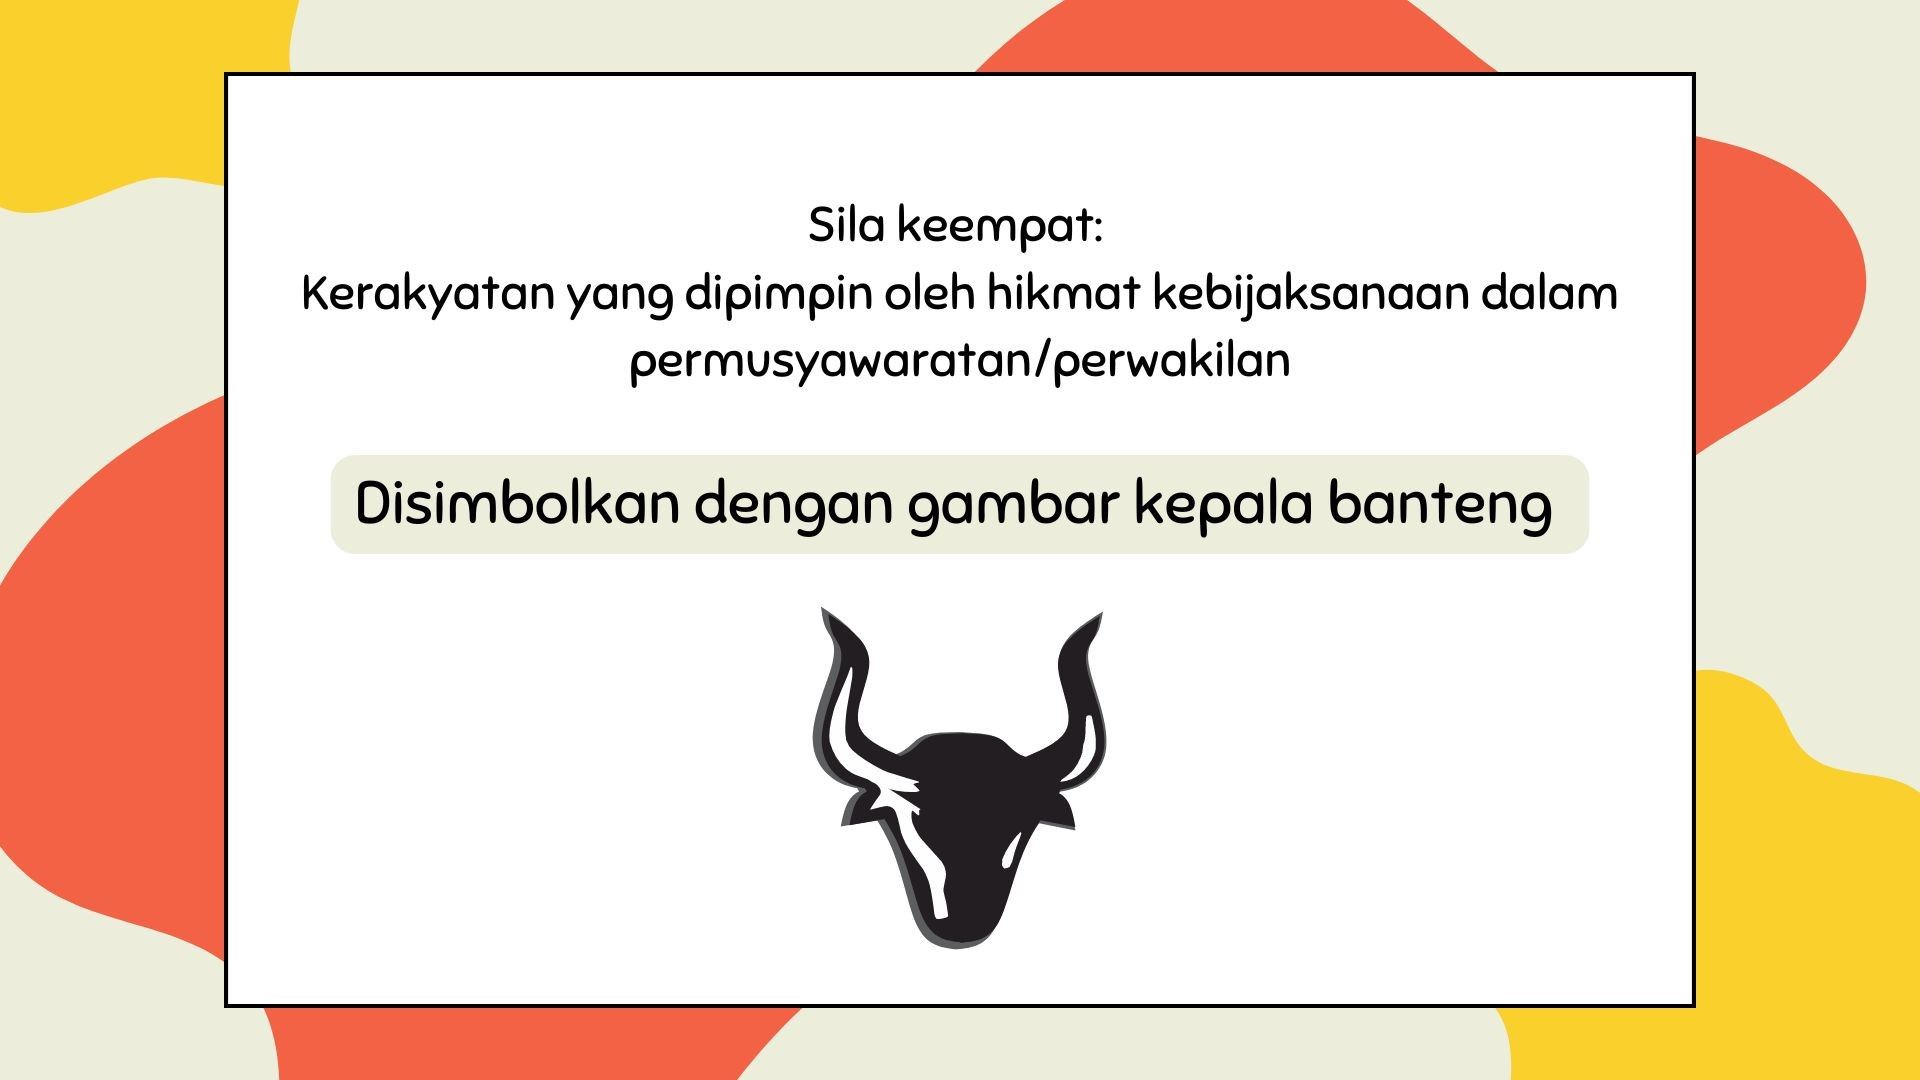 Sila keempat:
Kerakyatan yang dipimpin oleh hikmat kebijaksanaan dalam
permusyawaratan/perwakilan
Disimbolkan dengan gambar kepala banteng